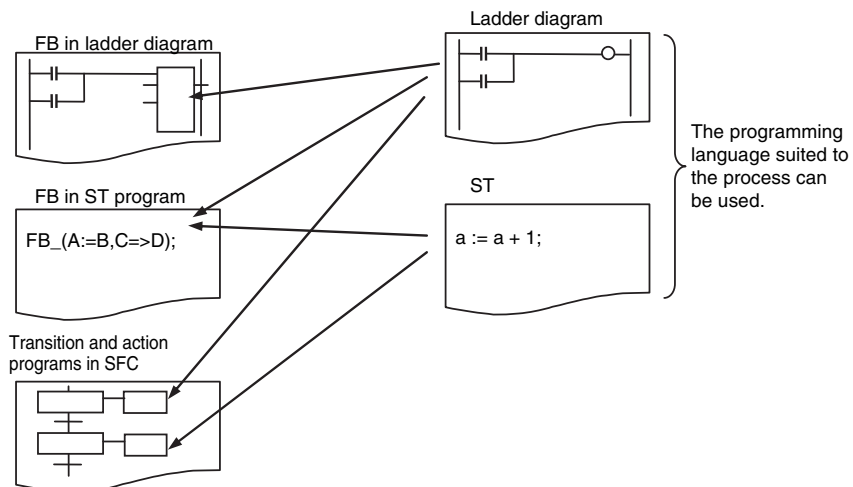 Ladder diagram
FB in ladder diagram
The programming
language suited to
the process can
be used.
FB in ST program
ST
FB_(A:=B,C=>D);
a := a + 1;
Transition and action
programs in SFC